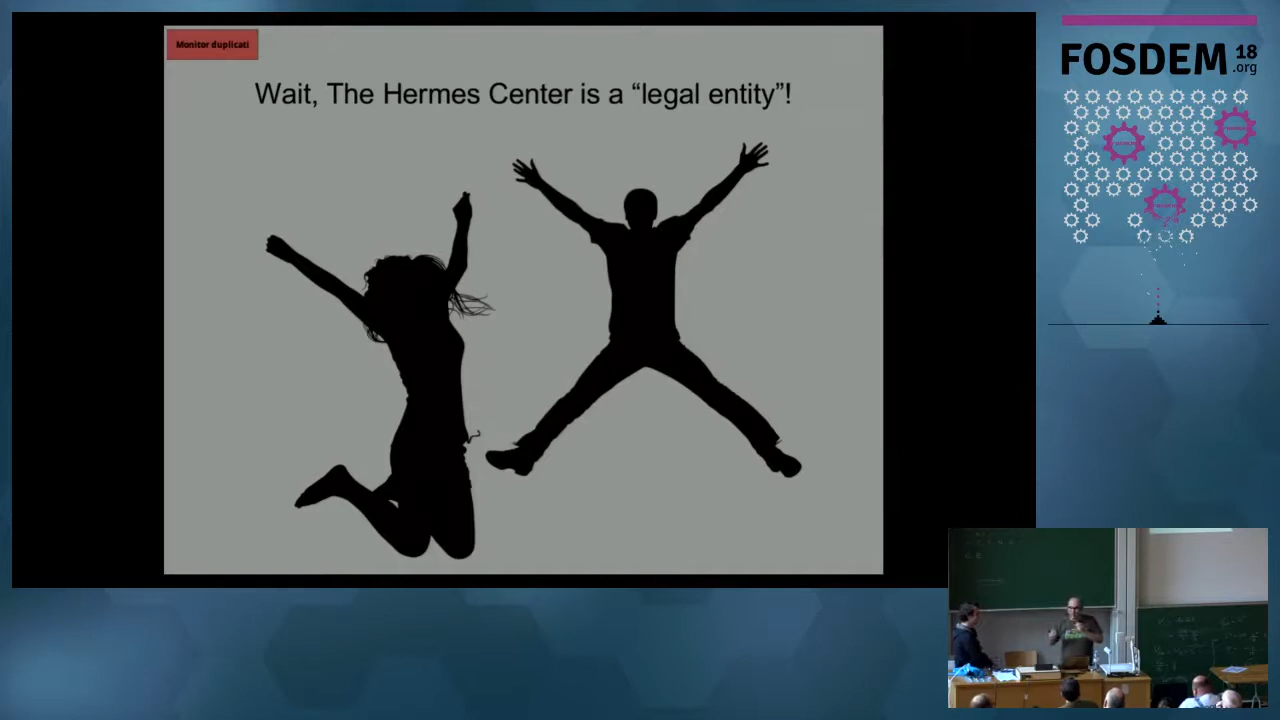 Monitor duplicati
Wait, The Hermes Center is a “legal entity”!
FOSDEM 18
.org